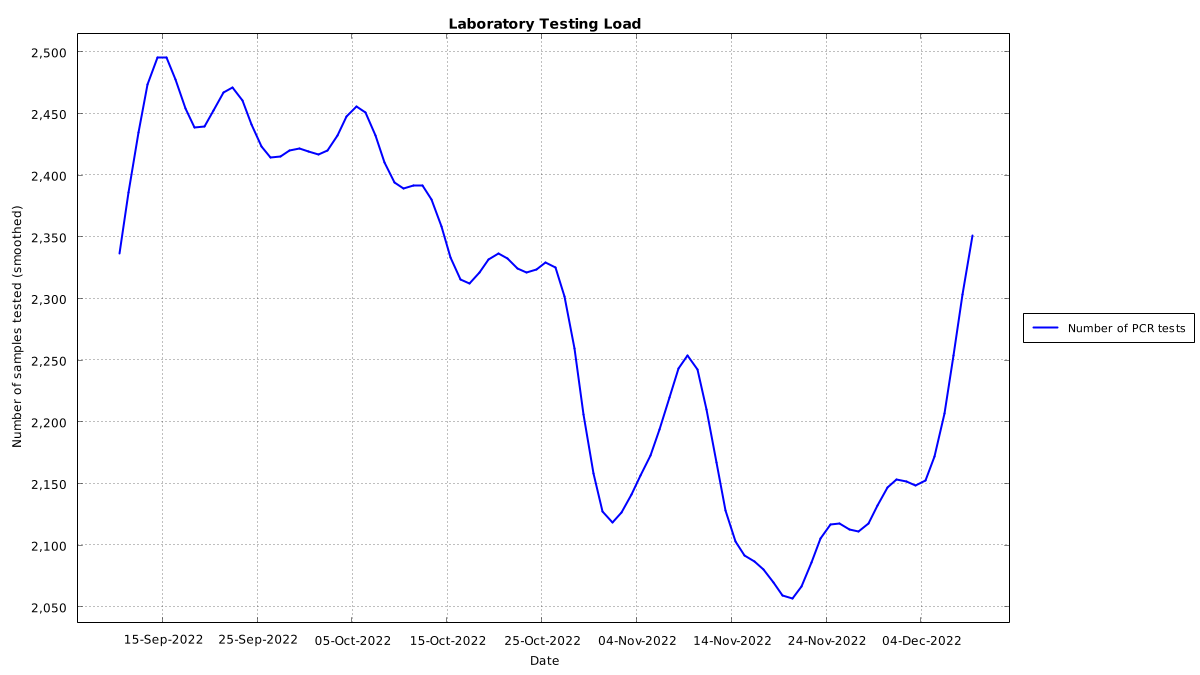 Laboratory Testing Load
Number of samples tested (smoothed)
2,500
2,450
2,400
2,350
2,300
2,250
2,200
2,150
2,100
2,050
15-Sep-2022 25-Sep-2022 05-Oct-2022 15-Oct-2022 25-Oct-2022 04-Nov-2022 14-Nov-2022 24-Nov-2022 04-Dec-2022
Date
Number of PCR tests